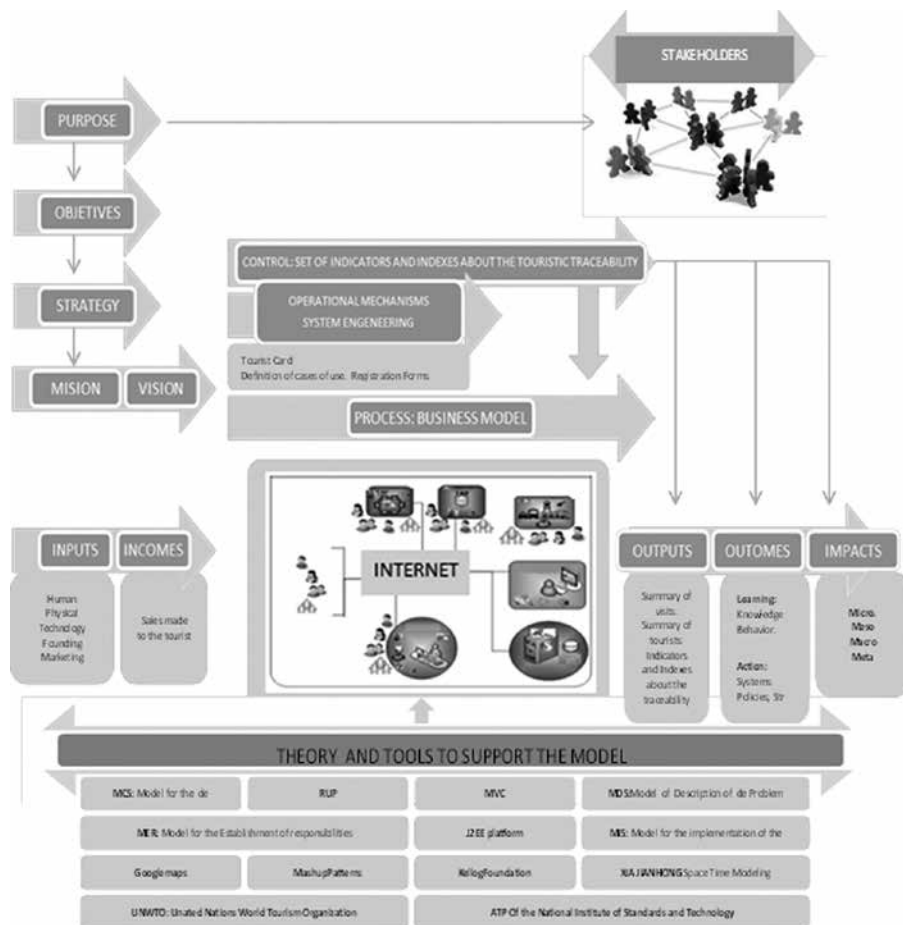 STAKEHOLDERS
PURPOSE
OBJETIVES
STRATEGY
MISION
VISION
CONTROL: SET OF INDICATORS AND INDEXES ABOUT THE TOURISTIC TRACEABILITY
OPERATIONAL MECHANISMS
SYSTEM ENGENEERING
Tourist Card
Definition of cases of use. Registration Forms
PROCESS: BUSINESS MODEL
INPUTS
INCOMES
Human
Physical
Technology
Founding
Marketing
Sales made
to the tourist
INTERNET
OUTPUTS
OUTCOMES
IMPACTS
Summary of
visits.
Summary of
tourists
Indicators
and Indexes
about the
traceability
Learning:
Knowledge
Behavior.
Action:
Systems.
Policies, Str
Micro.
Meso
Macro
Meta
THEORY AND TOOLS TO SUPPORT THE MODEL
MCS: Model for the de
RUP
MVC
MDS:Model of Description of de Problem
MER: Model for the Establishment of responsabilities
J2EE platform
MIS: Model for the implementation of the
Googlemaps
MashupPatterns
KellogFoundation
XIA JIANHONG Space Time Modeling
UNWTO: Unated Nations World Tourism Organization
ATP Of the National Institute of Standards and Technology